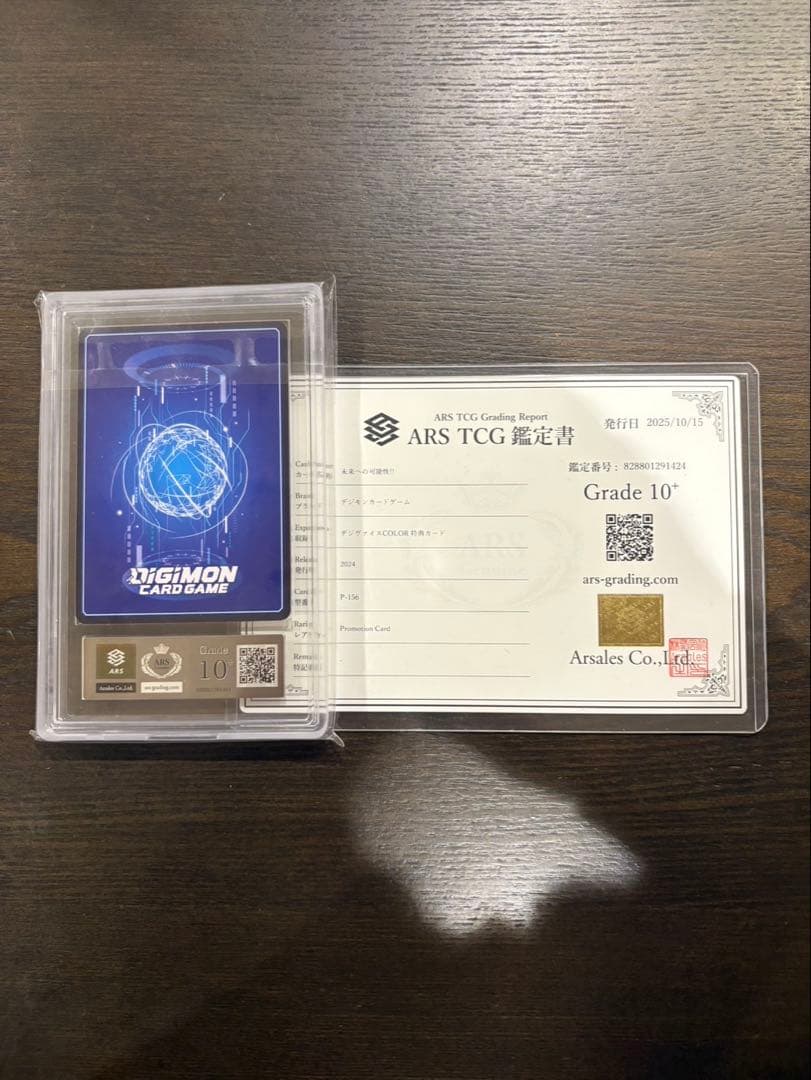 DIGIMON
CARD GAME
ARS
Arsales Co.,Ltd.
ARS
ars-grading.com
Grade
10+
ARS TCG Grading Report
ARS TCG 鑑定書
発行日 2025/10/15
鑑定番号: 828801291424
Grade 10+
ars-grading.com
Arsales Co.,Ltd.
未来への可能性!!
デジモンカードゲーム
デジヴァイスCOLOR 特典カード
2024
P-156
Promotion Card
-